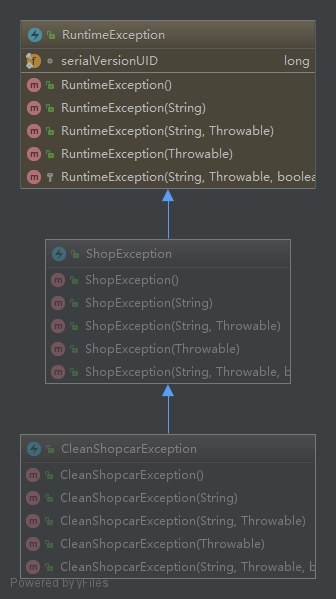 RuntimeException
serialVersionUID long
RuntimeException()
RuntimeException(String)
RuntimeException(String, Throwable)
RuntimeException(Throwable)
RuntimeException(String, Throwable, boolea
ShopException
ShopException()
ShopException(String)
ShopException(String, Throwable)
ShopException(Throwable)
ShopException(String, Throwable, b
CleanShopcarException
CleanShopcarException()
CleanShopcarException(String)
CleanShopcarException(String, Throwable)
CleanShopcarException(Throwable)
CleanShopcarException(String, Throwable, b
Powered by yFiles